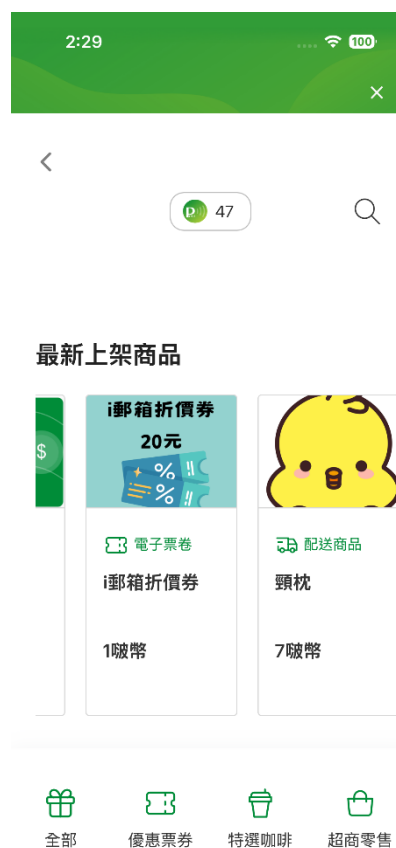 2:29
100
P
47
最新上架商品
$
i郵箱折價券
20元
%
%
電子票卷
i郵箱折價券
1啵幣
配送商品
頸枕
7啵幣
全部
優惠票券
特選咖啡
超商零售